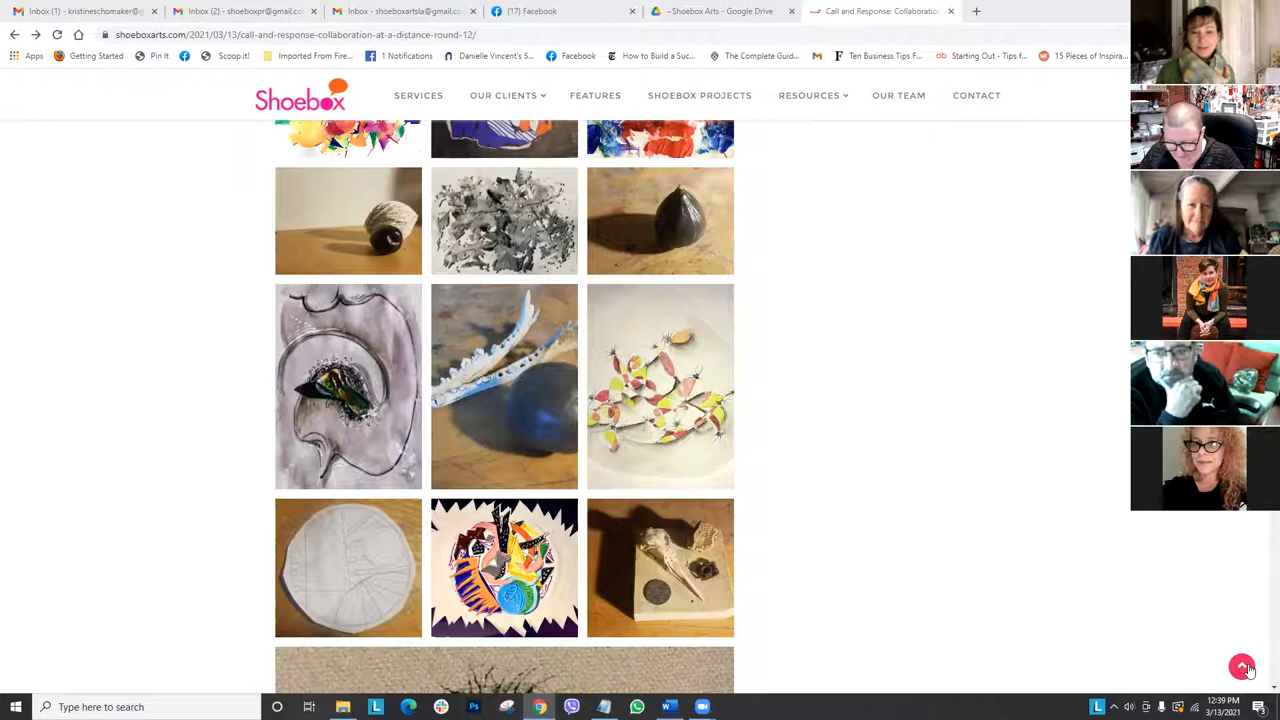 Inbox (1) - kristineschomaker@g
Inbox (2) - shoeboxpr@gmail.co
Inbox - shoeboxartsla@gmail.co
(17) Facebook
~Shoebox Arts - Google Drive
Call and Response: Collaboratio
shoeboxarts.com/2021/03/13/call-and-response-collaboration-at-a-distance-round-12/
Apps
Getting Started
Pin It
Scoop.it!
Imported From Fire...
1 Notifications
Danielle Vincent's S...
Facebook
How to Build a Suc...
The Complete Guid...
Ten Business Tips F...
Starting Out - Tips f...
15 Pieces of Inspirin...
Shoebox
SERVICES
OUR CLIENTS
FEATURES
SHOEBOX PROJECTS
RESOURCES
OUR TEAM
CONTACT
Type here to search
12:39 PM
3/13/2021